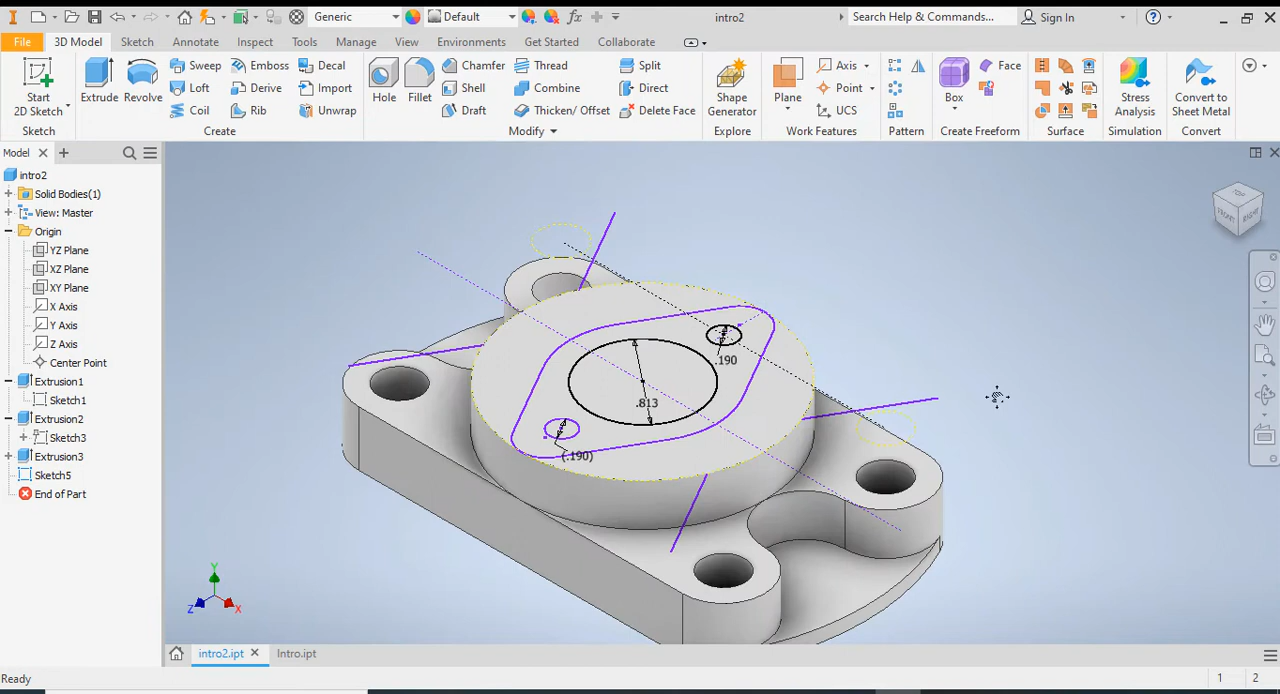 Generic
Default
fx
intro2
Search Help & Commands...
Sign In
File
3D Model
Sketch
Annotate
Inspect
Tools
Manage
View
Environments
Get Started
Collaborate
Start
2D Sketch
Extrude
Revolve
Sweep
Emboss
Decal
Loft
Derive
Import
Coil
Rib
Unwrap
Hole
Fillet
Chamfer
Thread
Split
Shell
Combine
Direct
Draft
Thicken/ Offset
Delete Face
Shape
Generator
Plane
Axis
Point
UCS
Box
Face
Stress
Analysis
Convert to
Sheet Metal
Sketch
Create
Modify
Explore
Work Features
Pattern
Create Freeform
Surface
Simulation
Convert
Model
intro2
Solid Bodies(1)
View: Master
Origin
YZ Plane
XZ Plane
XY Plane
X Axis
Y Axis
Z Axis
Center Point
Extrusion1
Sketch1
Extrusion2
Sketch3
Extrusion3
Sketch5
End of Part
TOP
FRONT
RIGHT
.190
.813
(.190)
Y
Z
X
intro2.ipt
Intro.ipt
Ready
1
2